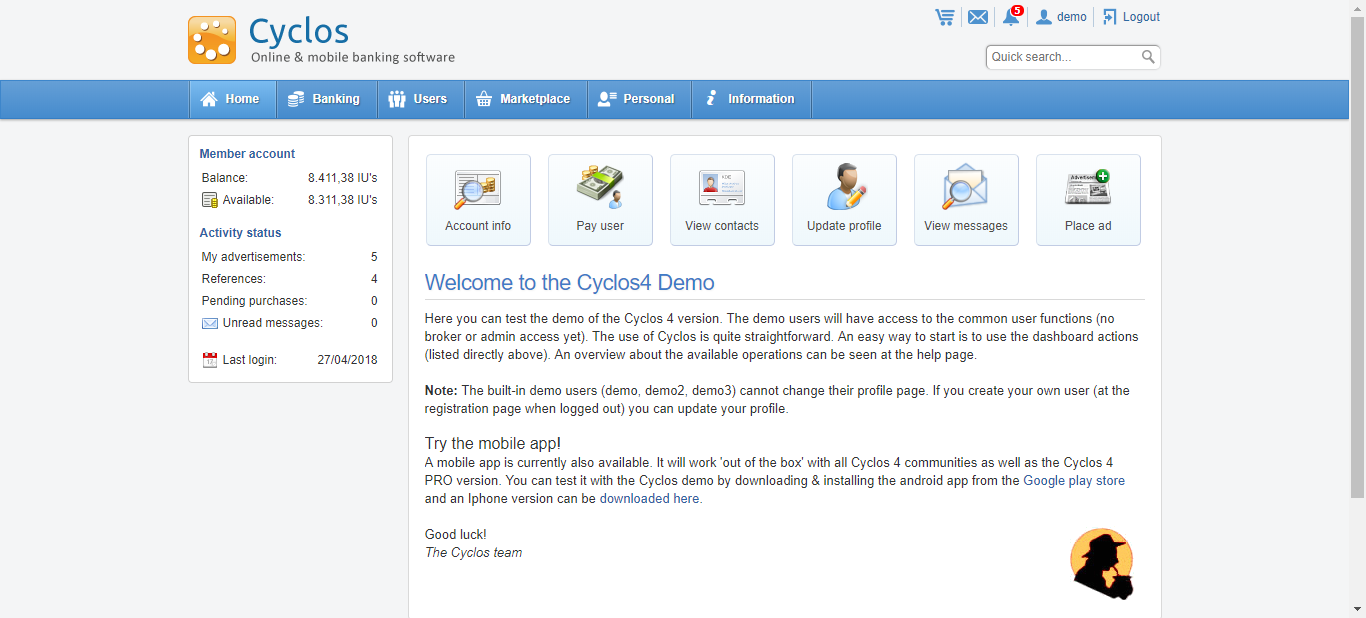 Cyclos
Online & mobile banking software
5
demo
Logout
Quick search...
Home
Banking
Users
Marketplace
Personal
Information
Member account
Balance: 8.411,38 IU's
Available: 8.311,38 IU's
Activity status
My advertisements: 5
References: 4
Pending purchases: 0
Unread messages: 0
Last login: 27/04/2018
Account info
Pay user
View contacts
Update profile
View messages
Place ad
Welcome to the Cyclos4 Demo
Here you can test the demo of the Cyclos 4 version. The demo users will have access to the common user functions (no
broker or admin access yet). The use of Cyclos is quite straightforward. An easy way to start is to use the dashboard actions
(listed directly above). An overview about the available operations can be seen at the help page.
Note: The built-in demo users (demo, demo2, demo3) cannot change their profile page. If you create your own user (at the
registration page when logged out) you can update your profile.
Try the mobile app!
A mobile app is currently also available. It will work 'out of the box' with all Cyclos 4 communities as well as the Cyclos 4
PRO version. You can test it with the Cyclos demo by downloading & installing the android app from the Google play store
and an Iphone version can be downloaded here.
Good luck!
The Cyclos team